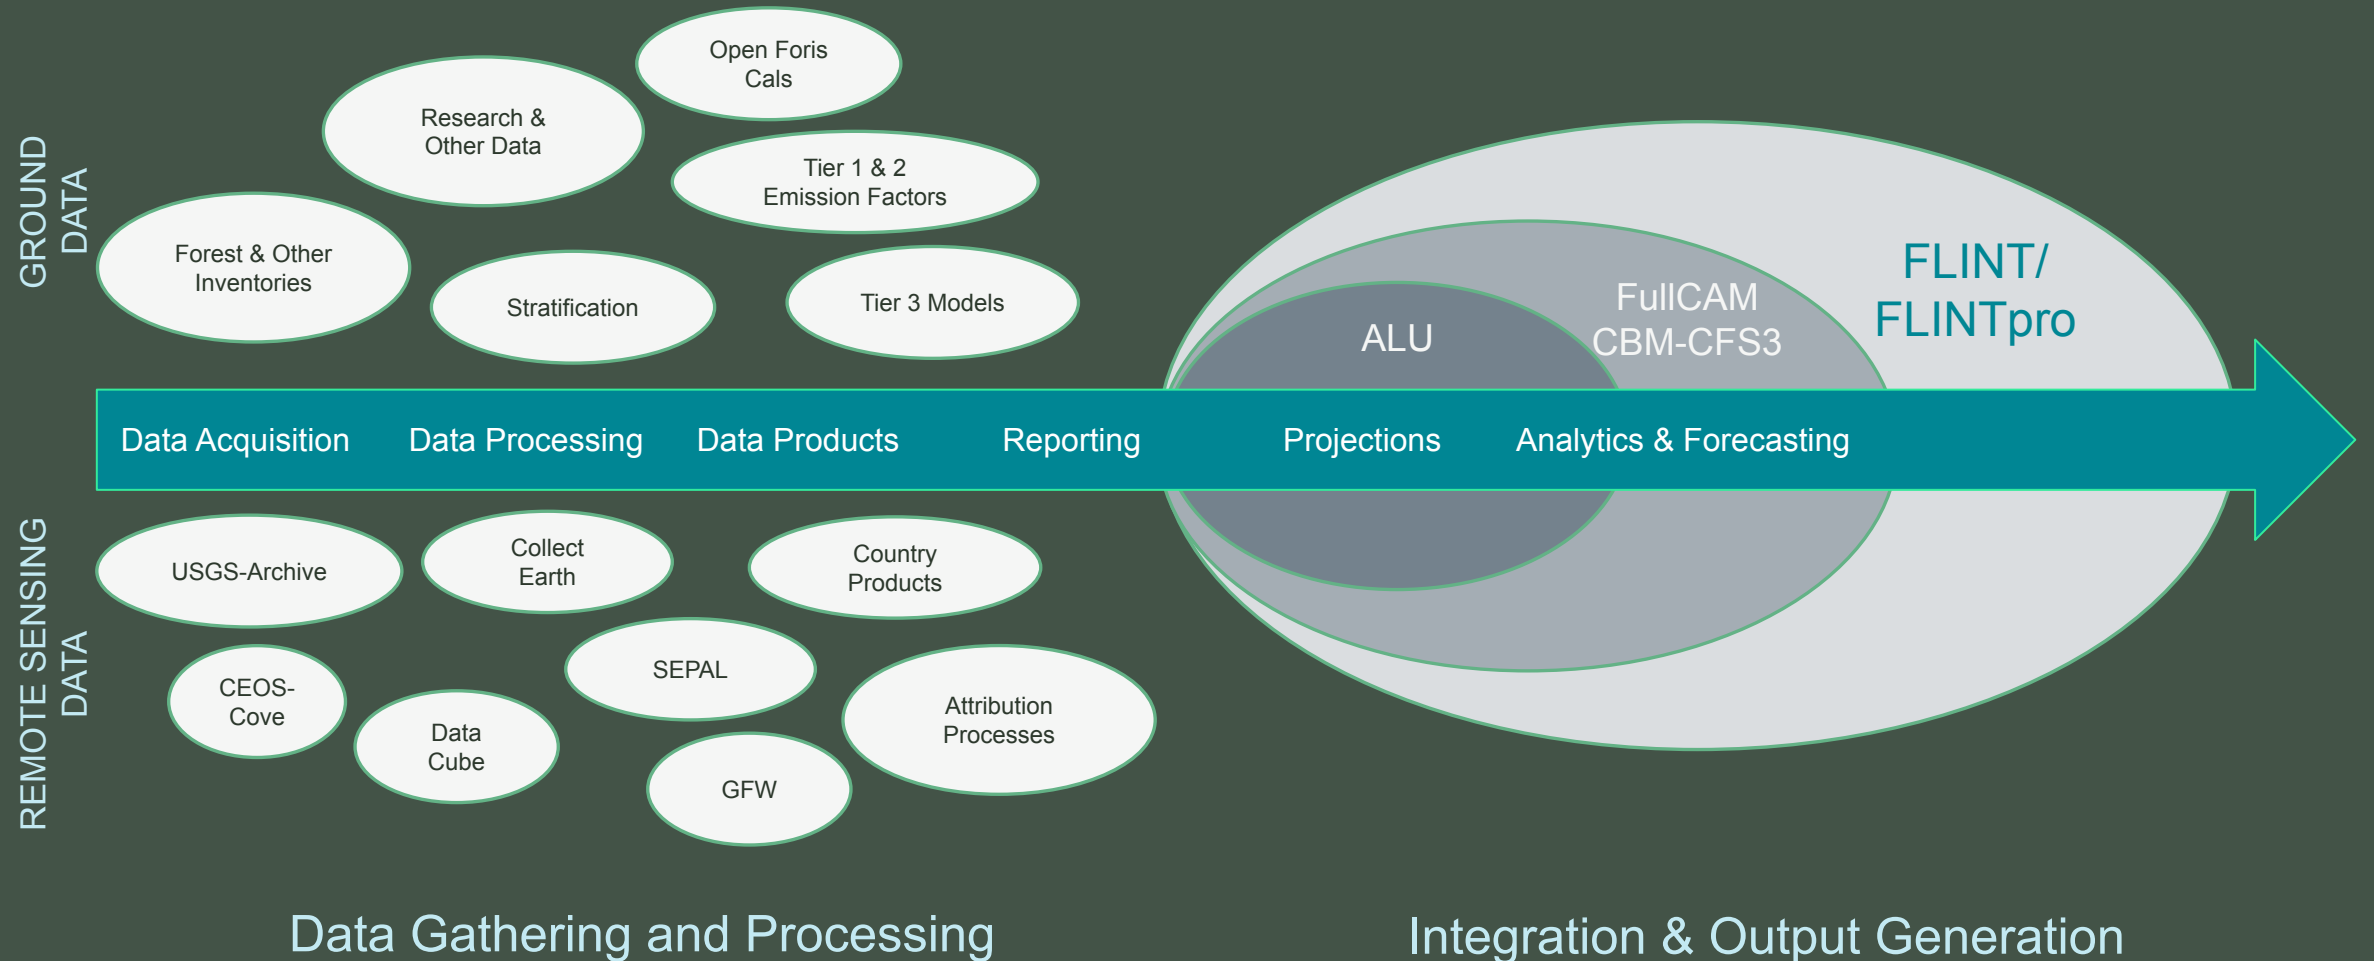 GROUND
DATA
Open Foris
Cals
Research &
Other Data
Tier 1 & 2
Emission Factors
Forest & Other
Inventories
Stratification
Tier 3 Models
ALU
FullCAM
CBM-CFS3
FLINT/
FLINTpro
Data Acquisition
Data Processing
Data Products
Reporting
Projections
Analytics & Forecasting
REMOTE SENSING
DATA
USGS-Archive
Collect
Earth
Country
Products
CEOS-
Cove
SEPAL
Data
Cube
Attribution
Processes
GFW
Data Gathering and Processing
Integration & Output Generation